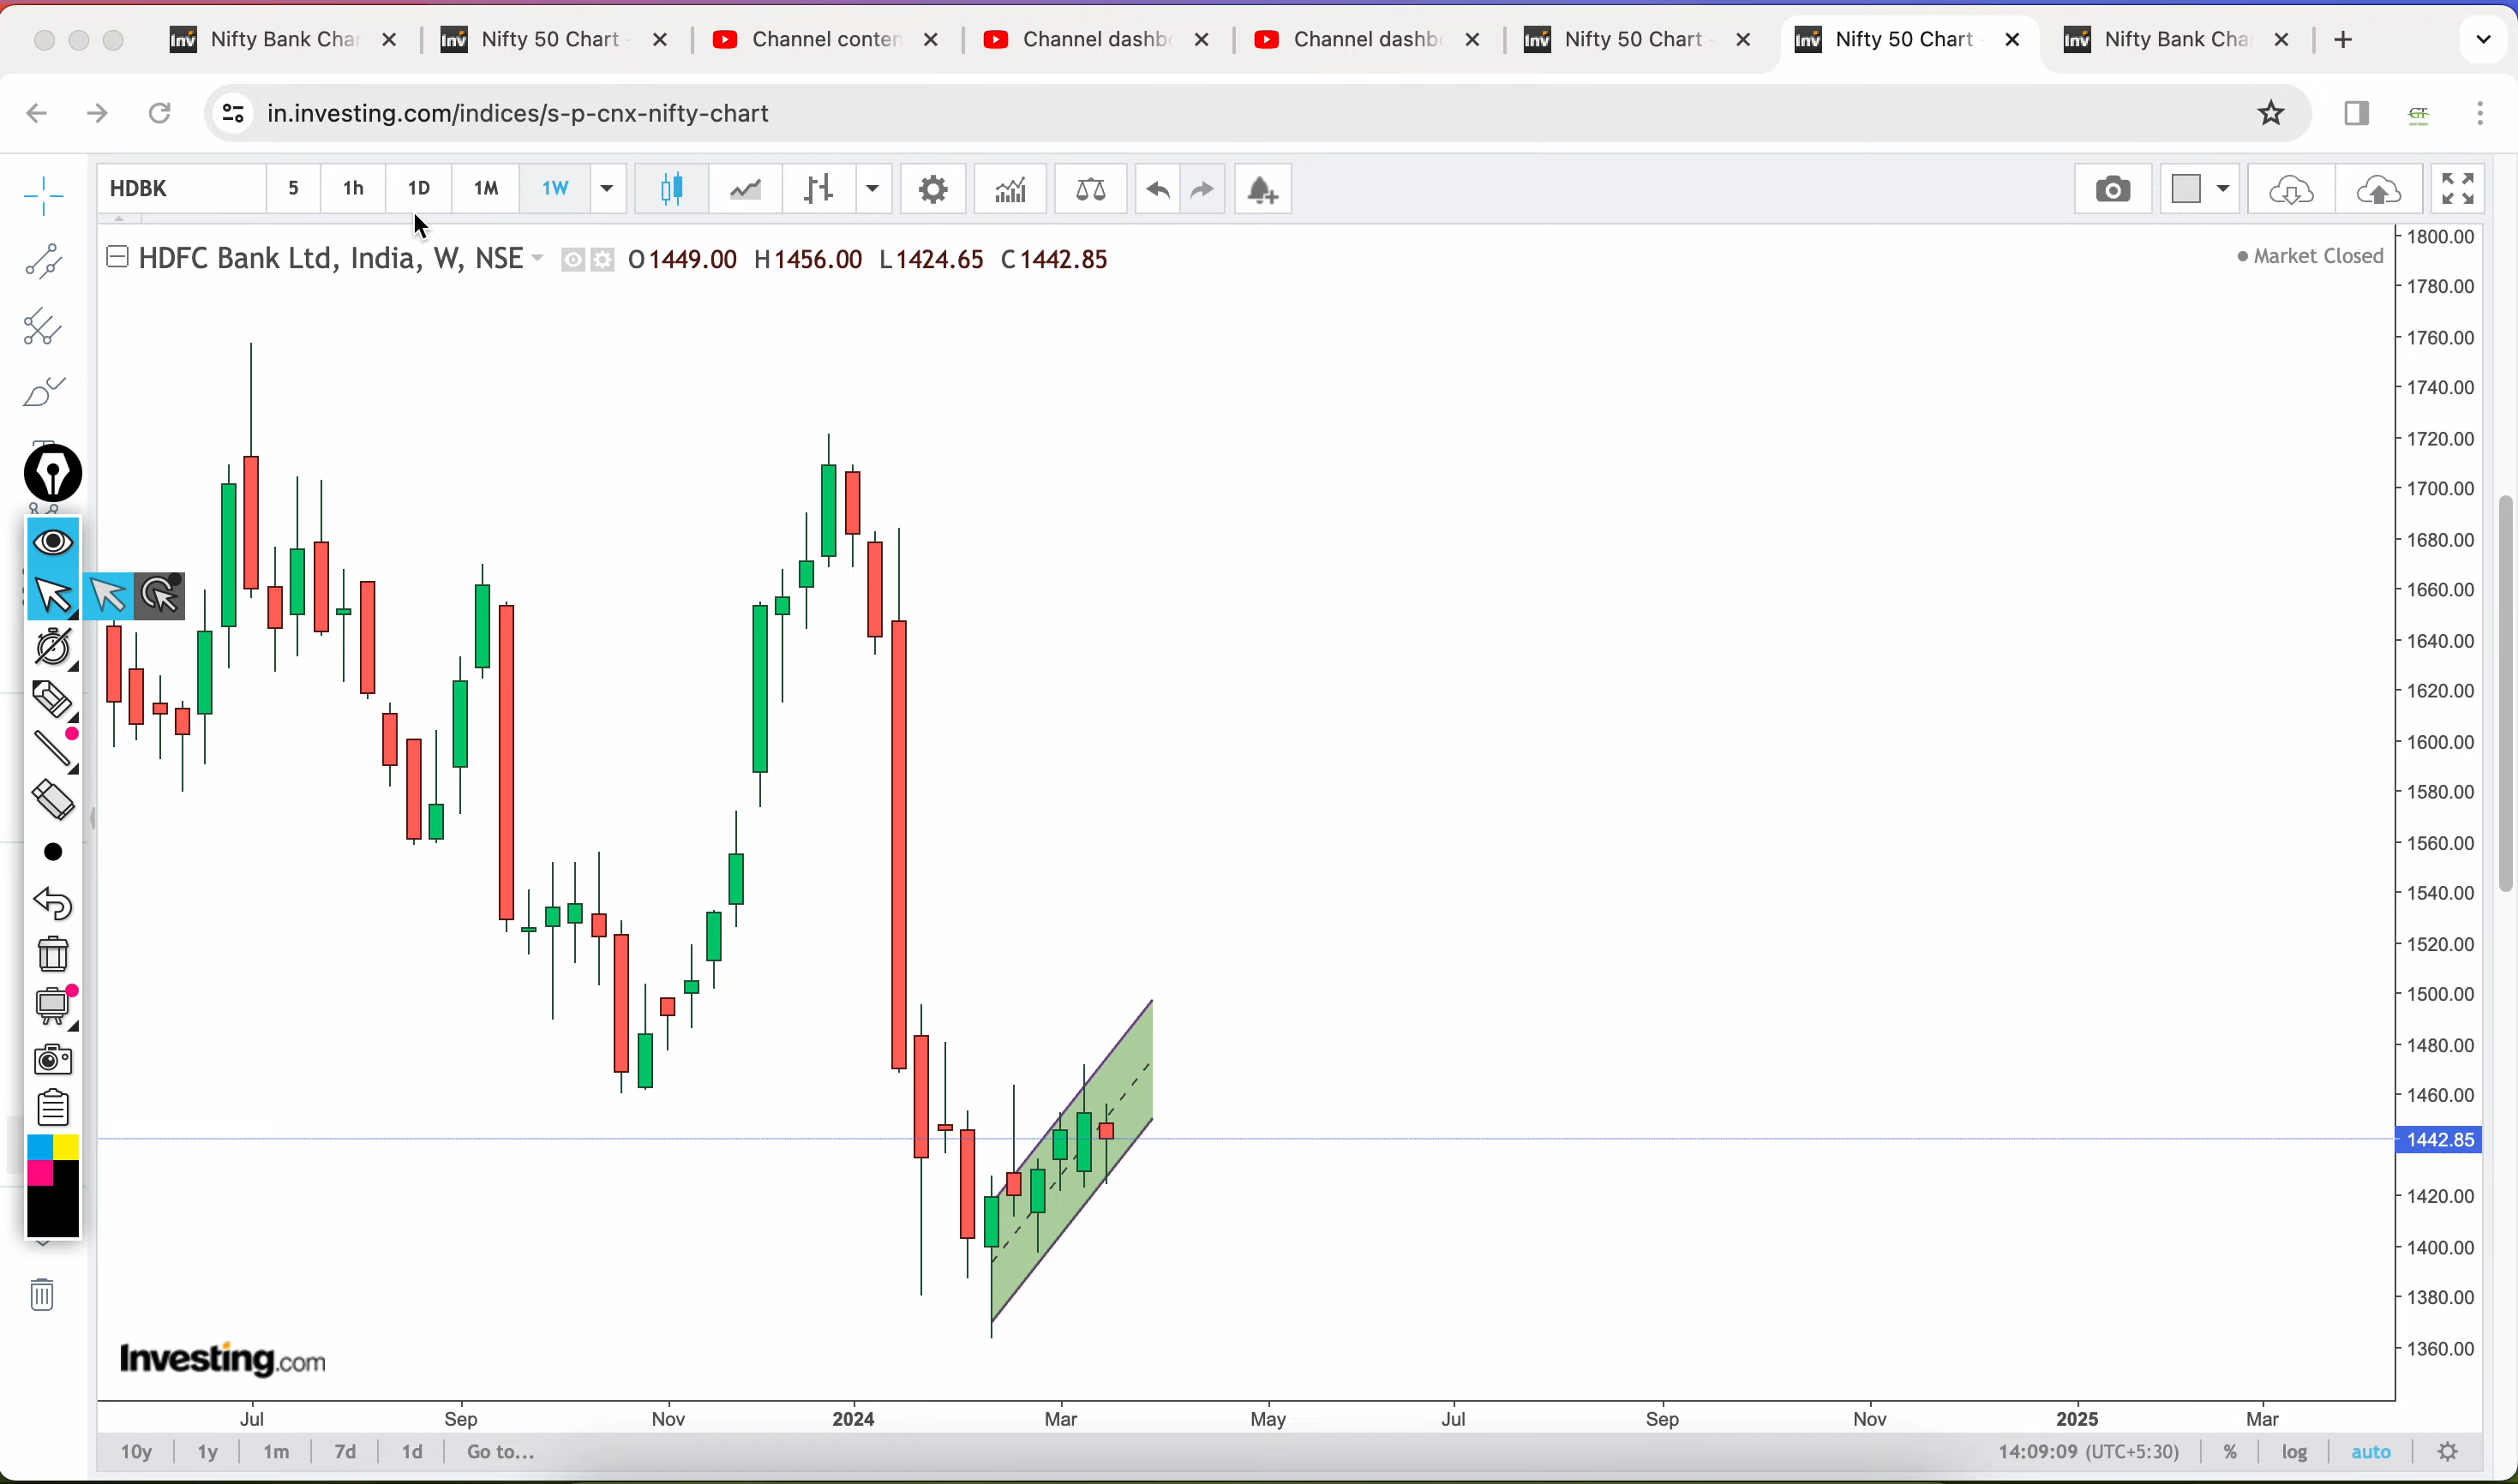 Nifty Bank Cha
Nifty 50 Chart -
Channel conten
Channel dashb
Channel dashb
Nifty 50 Chart -
Nifty 50 Chart -
Nifty Bank Cha
in.investing.com/indices/s-p-cnx-nifty-chart
GT
HDBK 5 1h 1D 1M 1W
HDFC Bank Ltd, India, W, NSE O1449.00 H1456.00 L1424.65 C1442.85
Market Closed
1800.00
1780.00
1760.00
1740.00
1720.00
1700.00
1680.00
1660.00
1640.00
1620.00
1600.00
1580.00
1560.00
1540.00
1520.00
1500.00
1480.00
1460.00
1442.85
1420.00
1400.00
1380.00
1360.00
Investing.com
Jul Sep Nov 2024 Mar May Jul Sep Nov 2025 Mar
10y 1y 1m 7d 1d Go to... 14:09:09 (UTC+5:30) % log auto